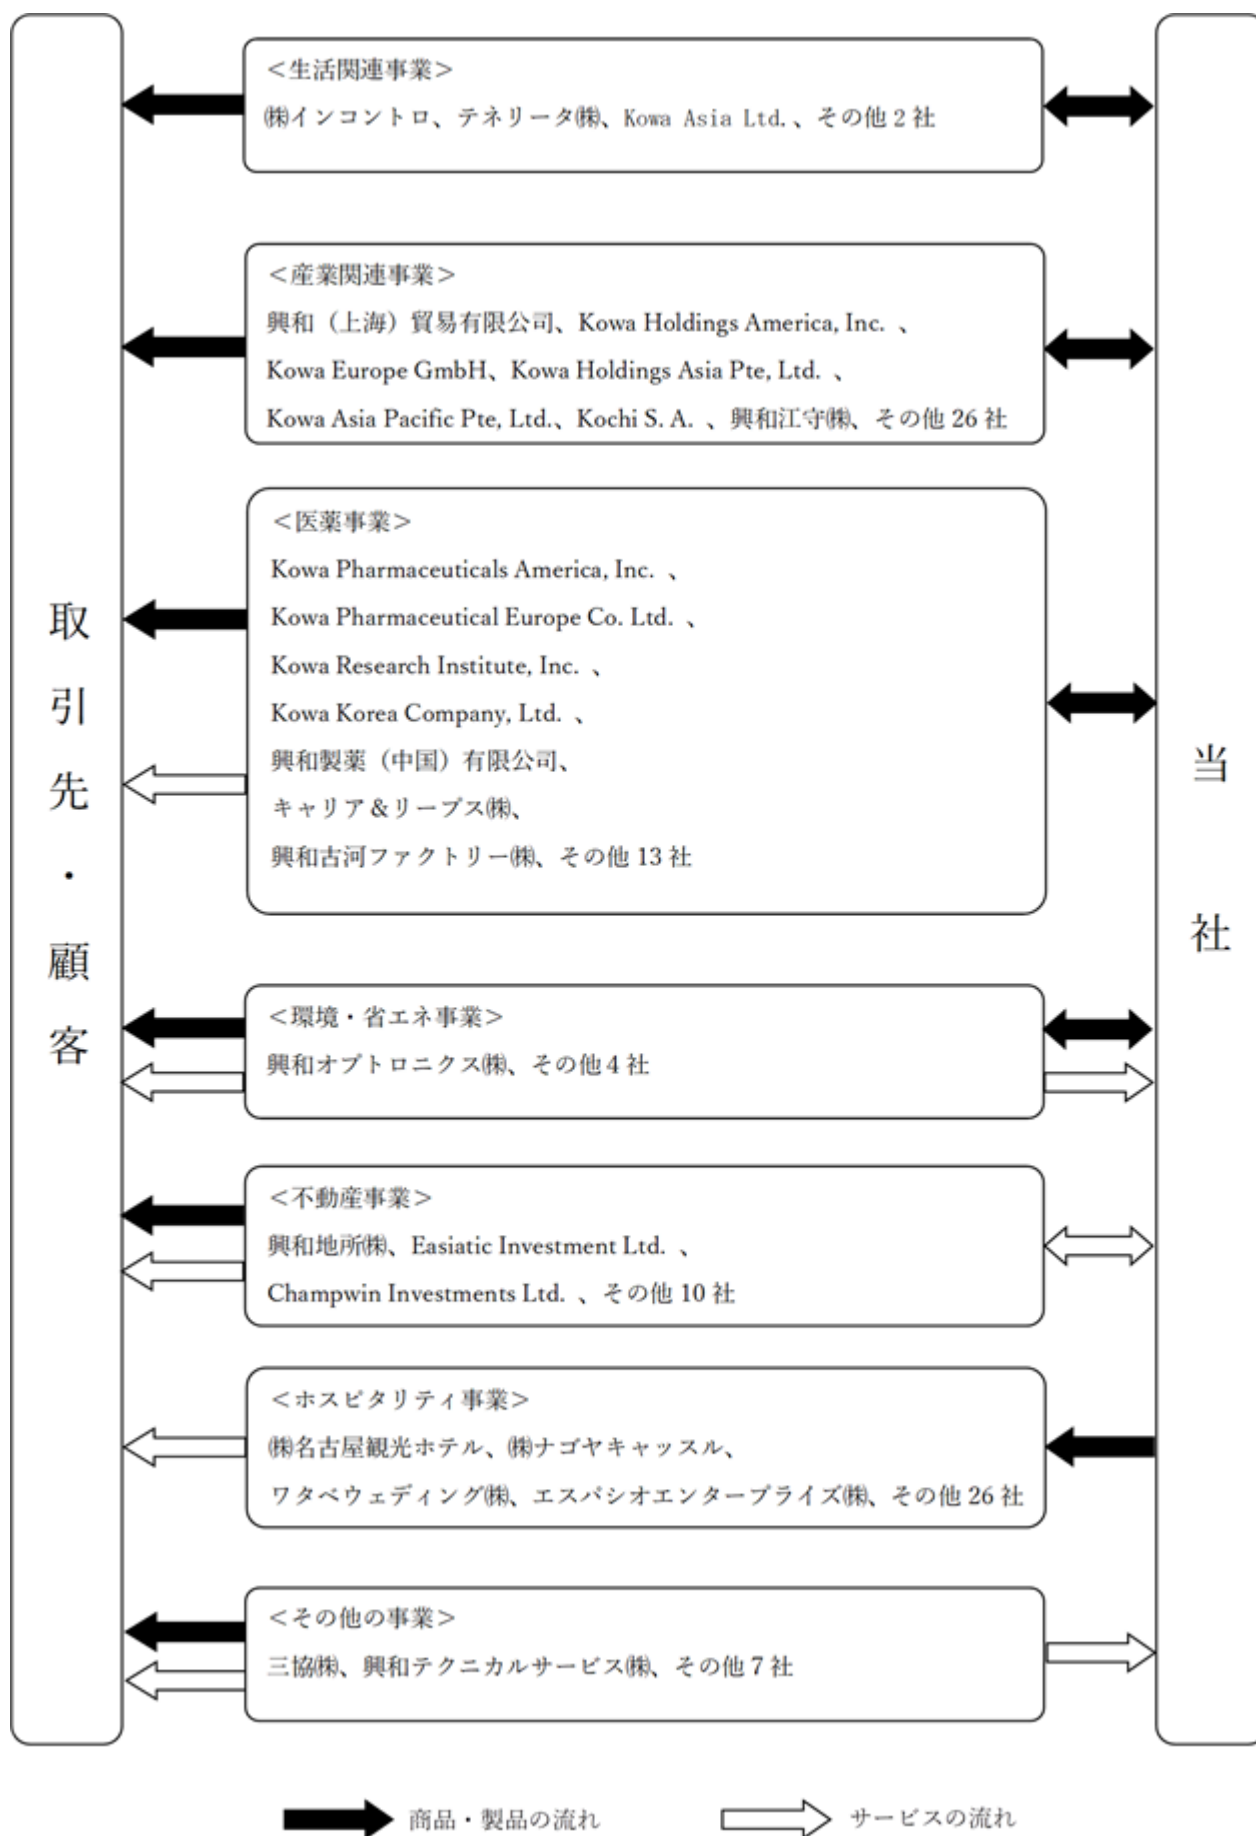 取引先・顧客
＜生活関連事業＞
㈱インコントロ、テネリータ㈱、Kowa Asia Ltd.、その他 2 社
＜産業関連事業＞
興和（上海）貿易有限公司、Kowa Holdings America, Inc. 、
Kowa Europe GmbH、Kowa Holdings Asia Pte, Ltd. 、
Kowa Asia Pacific Pte, Ltd.、Kochi S. A. 、興和江守㈱、その他 26 社
＜医薬事業＞
Kowa Pharmaceuticals America, Inc. 、
Kowa Pharmaceutical Europe Co. Ltd. 、
Kowa Research Institute, Inc. 、
Kowa Korea Company, Ltd. 、
興和製薬（中国）有限公司、
キャリア＆リープス㈱、
興和古河ファクトリー㈱、その他 13 社
＜環境・省エネ事業＞
興和オプトロニクス㈱、その他 4 社
＜不動産事業＞
興和地所㈱、Easiatic Investment Ltd. 、
Champwin Investments Ltd. 、その他 10 社
＜ホスピタリティ事業＞
㈱名古屋観光ホテル、㈱ナゴヤキャッスル、
ワタベウェディング㈱、エスパシオエンタープライズ㈱、その他 26 社
＜その他の事業＞
三協㈱、興和テクニカルサービス㈱、その他 7 社
当社
商品・製品の流れ
サービスの流れ